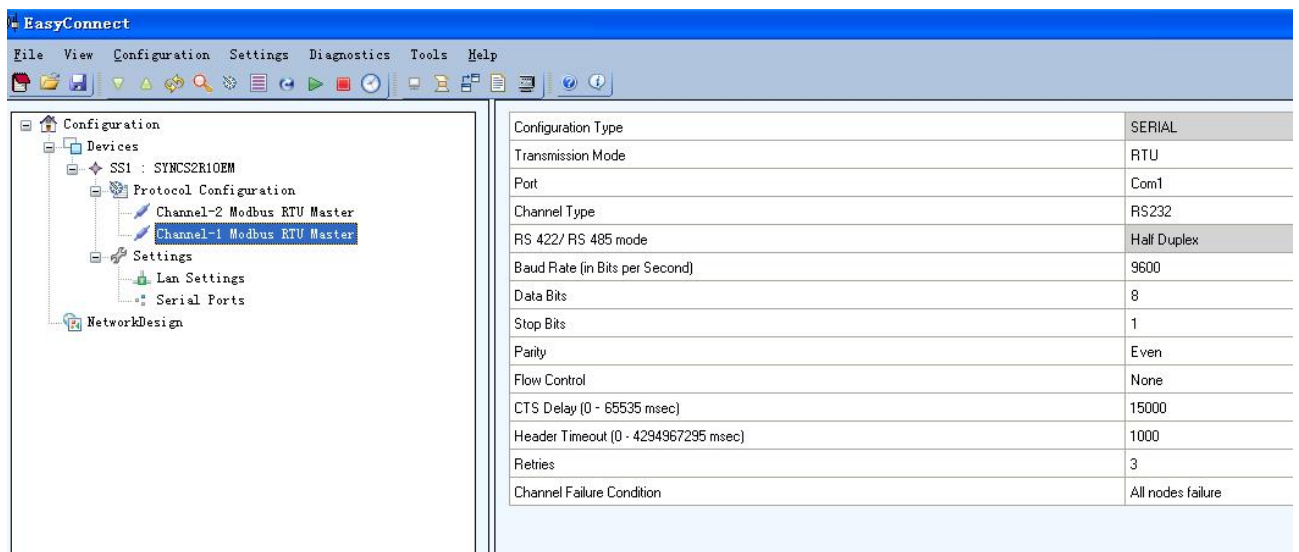 EasyConnect
File View Configuration Settings Diagnostics Tools Help
Configuration
Devices
SS1 : SYNCS2R10EM
Protocol Configuration
Channel-2 Modbus RTU Master
Channel-1 Modbus RTU Master
Settings
Lan Settings
Serial Ports
NetworkDesign
Configuration Type SERIAL
Transmission Mode RTU
Port Com1
Channel Type RS232
RS 422/ RS 485 mode Half Duplex
Baud Rate (in Bits per Second) 9600
Data Bits 8
Stop Bits 1
Parity Even
Flow Control None
CTS Delay (0 - 65535 msec) 15000
Header Timeout (0 - 4294967295 msec) 1000
Retries 3
Channel Failure Condition All nodes failure